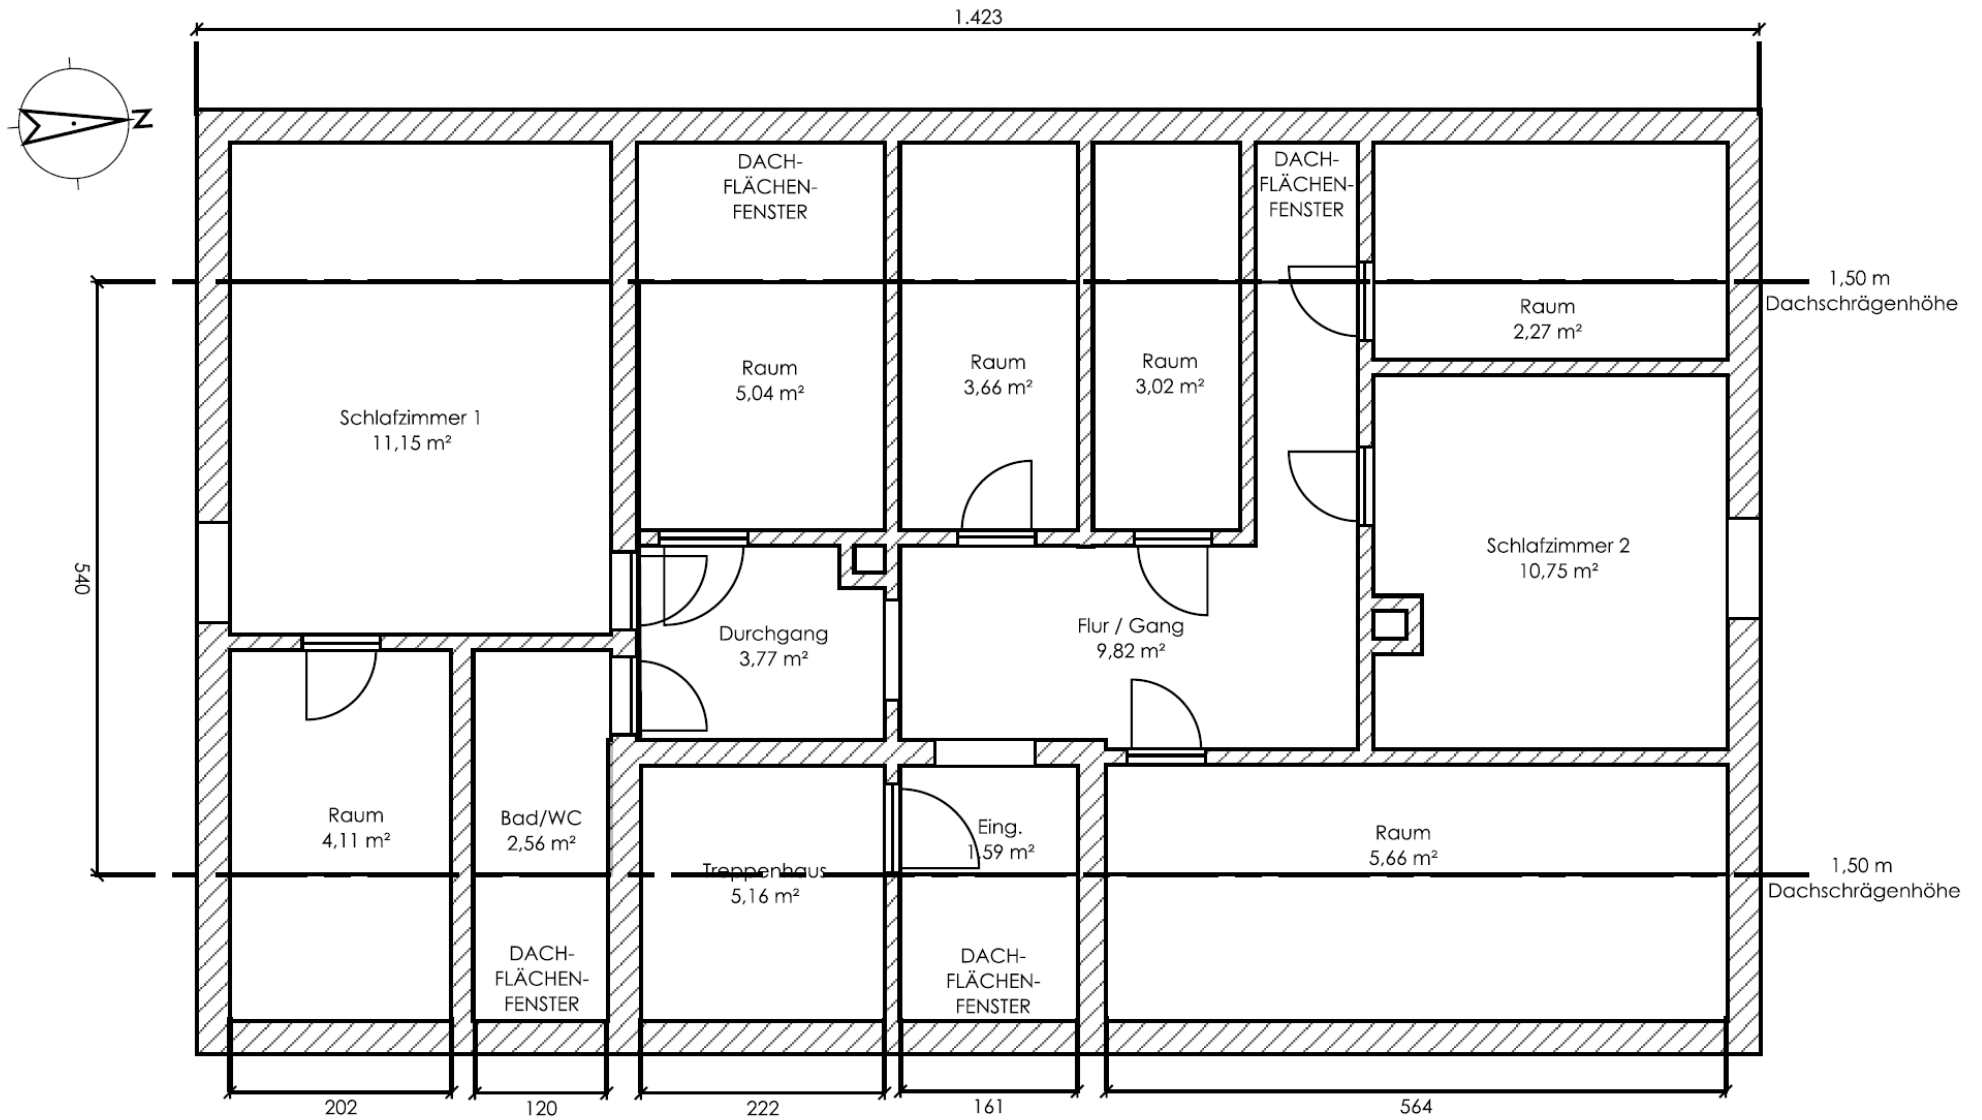 1.423
N
DACH-
FLÄCHEN-
FENSTER
DACH-
FLÄCHEN-
FENSTER
1,50 m
Dachschrägenhöhe
Raum
2,27 m²
Raum
5,04 m²
Raum
3,66 m²
Raum
3,02 m²
Schlafzimmer 1
11,15 m²
540
Schlafzimmer 2
10,75 m²
Durchgang
3,77 m²
Flur / Gang
9,82 m²
Raum
4,11 m²
Bad/WC
2,56 m²
Treppenhaus
5,16 m²
Eing.
1,59 m²
Raum
5,66 m²
1,50 m
Dachschrägenhöhe
DACH-
FLÄCHEN-
FENSTER
DACH-
FLÄCHEN-
FENSTER
202
120
222
161
564